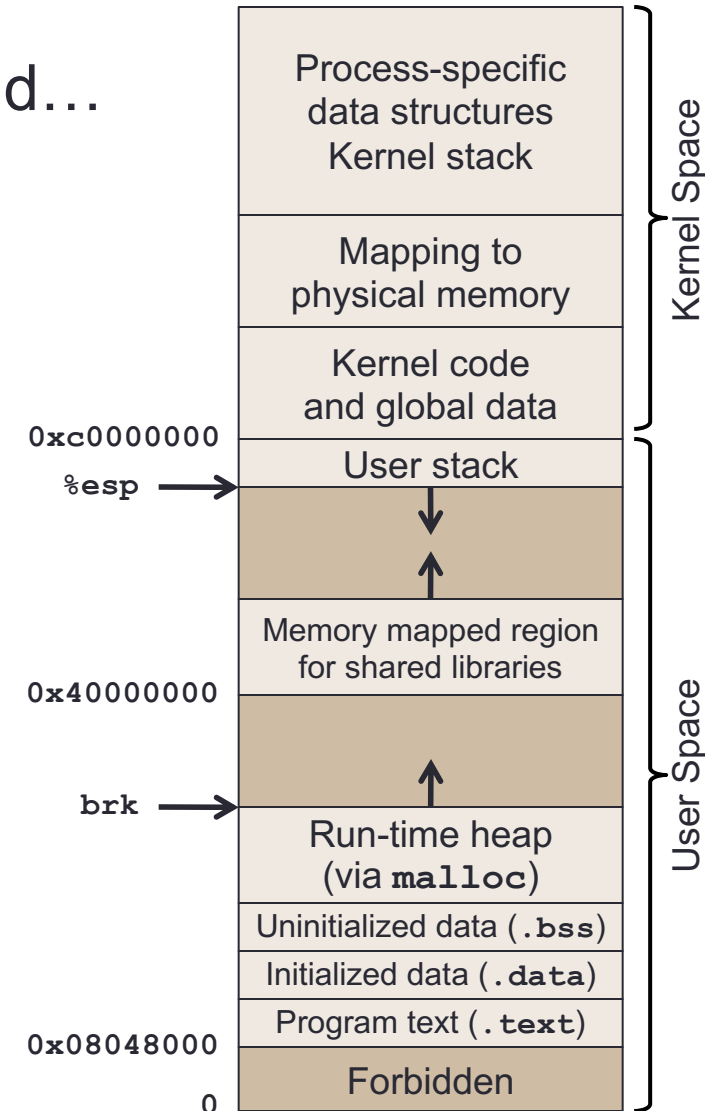 d...
Process-specific
data structures
Kernel stack
Kernel Space
Mapping to
physical memory
Kernel code
and global data
0xc0000000
User stack
%esp
Memory mapped region
for shared libraries
0x40000000
User Space
brk
Run-time heap
(via malloc)
Uninitialized data (.bss)
Initialized data (.data)
Program text (.text)
0x08048000
Forbidden
0